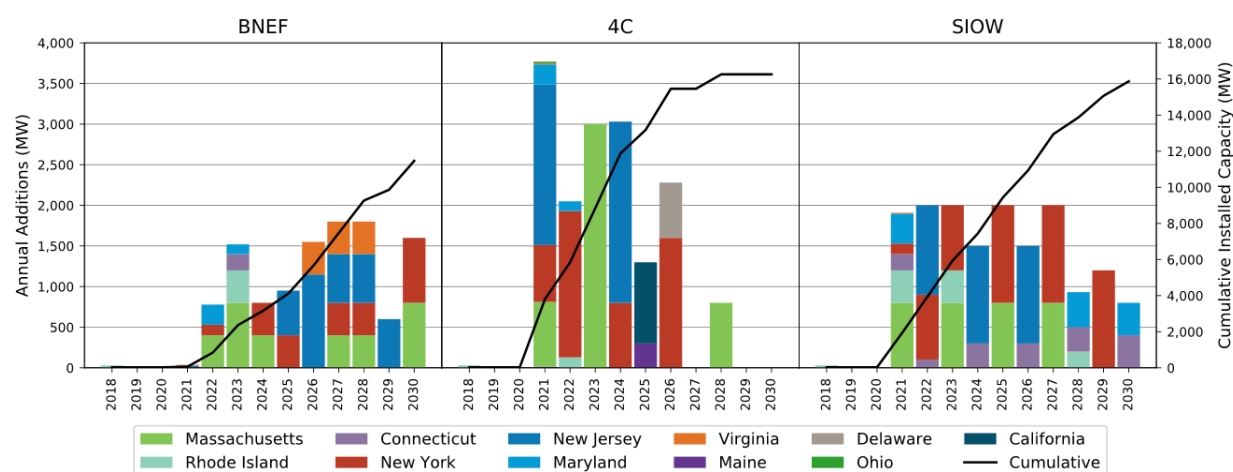 BNEF 4C SIOW
Annual Additions (MW)
4,000
3,500
3,000
2,500
2,000
1,500
1,000
500
0
18,000
16,000
14,000
12,000
10,000
8,000
6,000
4,000
2,000
0
Cumulative Installed Capacity (MW)
2018 2019 2020 2021 2022 2023 2024 2025 2026 2027 2028 2029 2030
2018 2019 2020 2021 2022 2023 2024 2025 2026 2027 2028 2029 2030
2018 2019 2020 2021 2022 2023 2024 2025 2026 2027 2028 2029 2030
Massachusetts Connecticut New Jersey Virginia Delaware California
Rhode Island New York Maryland Maine Ohio Cumulative